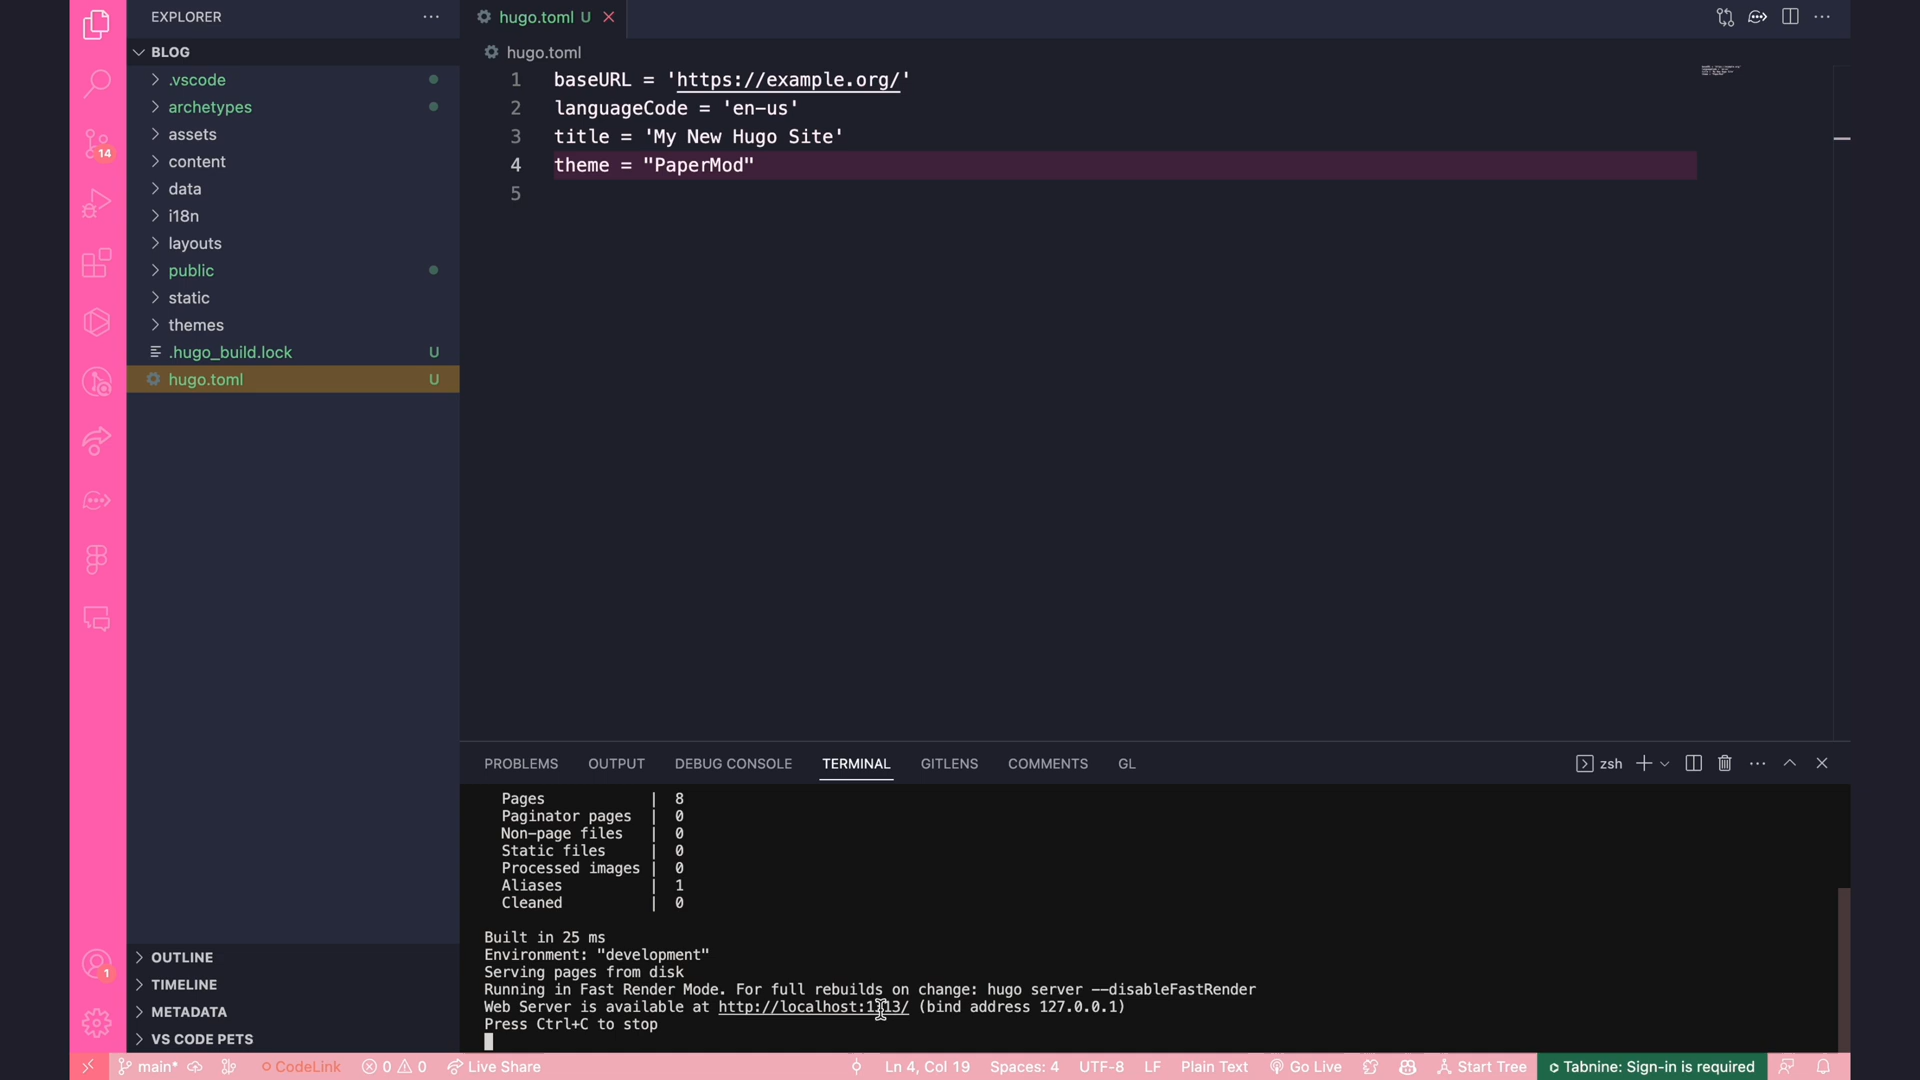 EXPLORER
BLOG
.vscode
archetypes
assets
content
data
i18n
layouts
public
static
themes
.hugo_build.lock U
hugo.toml U
OUTLINE
TIMELINE
METADATA
VS CODE PETS
14
1
hugo.toml U
hugo.toml
1 baseURL = 'https://example.org/'
2 languageCode = 'en-us'
3 title = 'My New Hugo Site'
4 theme = "PaperMod"
5
PROBLEMS OUTPUT DEBUG CONSOLE TERMINAL GITLENS COMMENTS GL zsh
Pages | 8
Paginator pages | 0
Non-page files | 0
Static files | 0
Processed images | 0
Aliases | 1
Cleaned | 0
Built in 25 ms
Environment: "development"
Serving pages from disk
Running in Fast Render Mode. For full rebuilds on change: hugo server --disableFastRender
Web Server is available at http://localhost:1313/ (bind address 127.0.0.1)
Press Ctrl+C to stop
main* CodeLink 0 0 Live Share Ln 4, Col 19 Spaces: 4 UTF-8 LF Plain Text Go Live Start Tree Tabnine: Sign-in is required